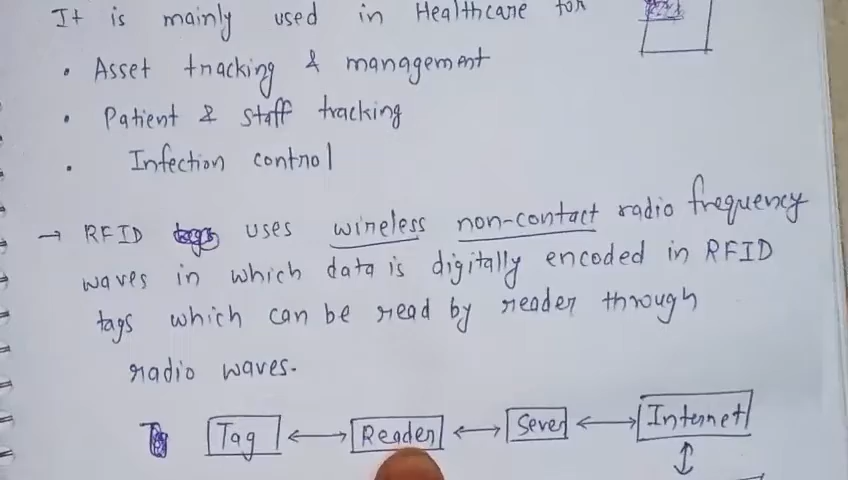 It is mainly used in Healthcare for
• Asset tracking & management
• Patient & staff tracking
• Infection control
→ RFID uses wireless non-contact radio frequency
waves in which data is digitally encoded in RFID
tags which can be read by reader through
radio waves.
Tag ↔ Reader ↔ Sever ↔ Internet